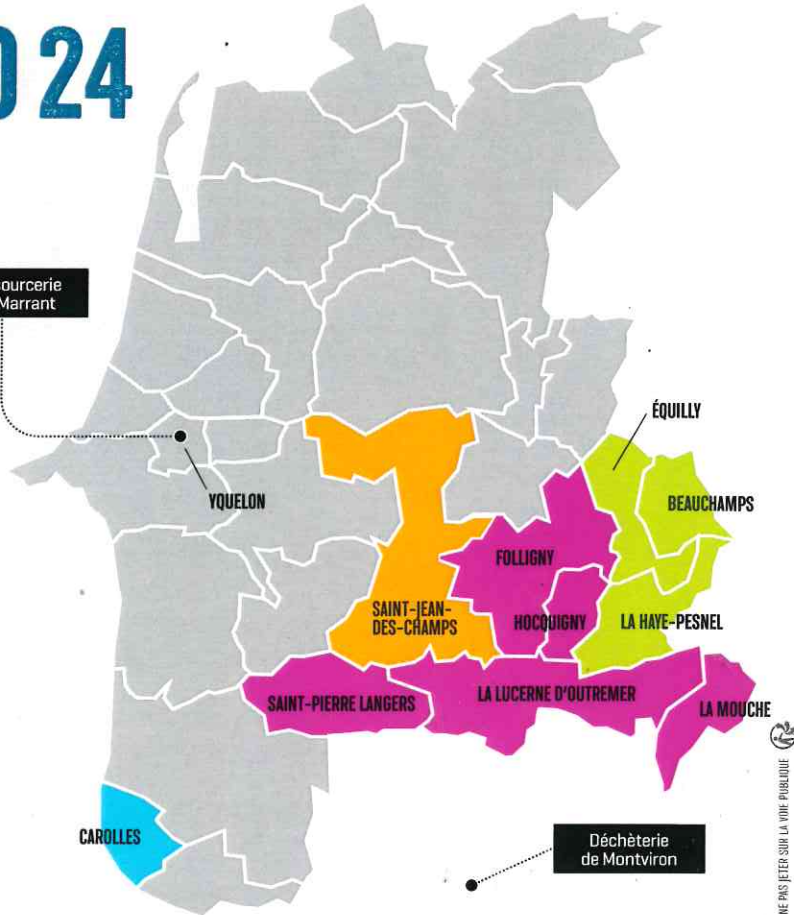 24
sourcerie
Marrant
ÉQUILLY
YQUELON
BEAUCHAMPS
FOLLIGNY
SAINT-JEAN-
DES-CHAMPS
HOCQUIGNY
LA HAYE-PESNEL
SAINT-PIERRE LANGERS
LA LUCERNE D'OUTREMER
LA MOUCHE
CAROLLES
Déchèterie
de Montviron
NE PAS JETER SUR LA VOIE PUBLIQUE